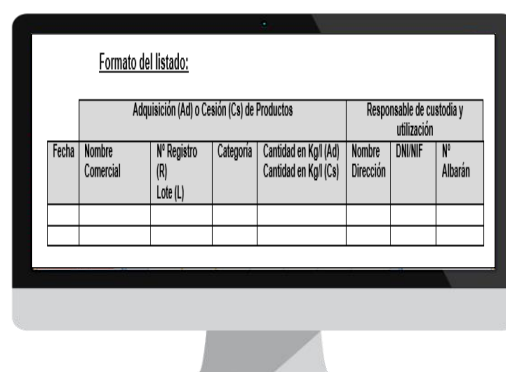 Formato del listado:
Adquisición (Ad) o Cesión (Cs) de Productos
Responsable de custodia y
utilización
Fecha
Nombre
Comercial
Nº Registro
(R)
Lote (L)
Categoría
Cantidad en Kg/l (Ad)
Cantidad en Kg/l (Cs)
Nombre
Dirección
DNI/NIF
Nº
Albarán